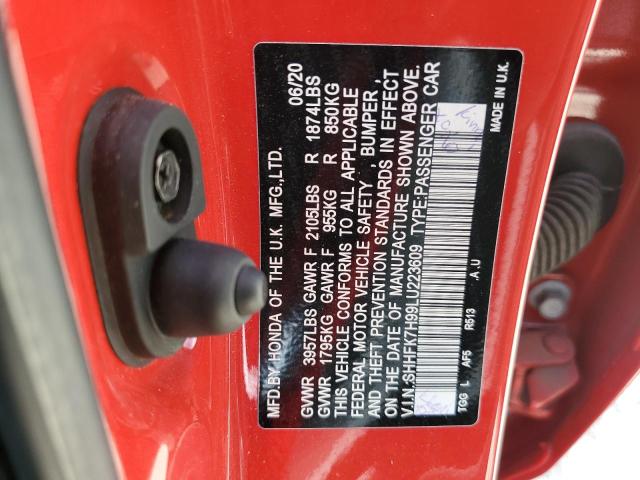 MFD.BY HONDA OF THE U.K. MFG.,LTD. 06/20
GVWR 3957LBS GAWR F 2105LBS R 1874LBS
GVWR 1795KG GAWR F 955KG R 850KG
THIS VEHICLE CONFORMS TO ALL APPLICABLE
FEDERAL MOTOR VEHICLE SAFETY , BUMPER ,
AND THEFT PREVENTION STANDARDS IN EFFECT
ON THE DATE OF MANUFACTURE SHOWN ABOVE.
V.I.N.:SHHFK7H99LU223609 TYPE:PASSENGER CAR
TGG L AF5 R513 A.U MADE IN U.K.